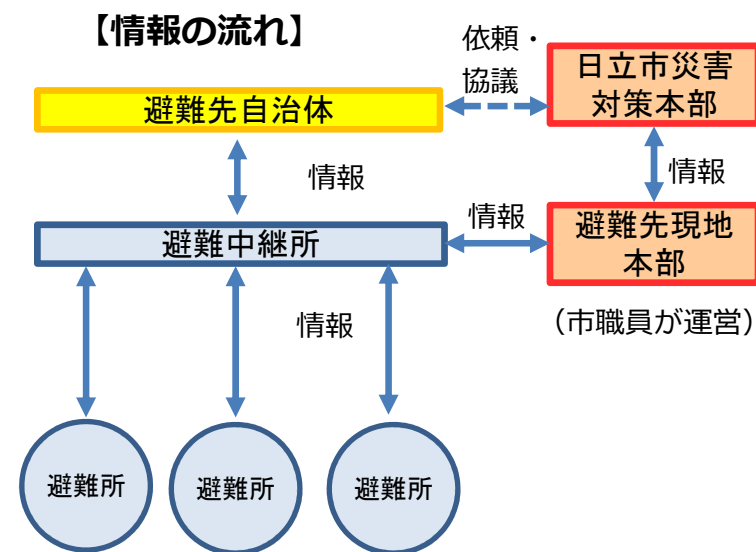 【情報の流れ】
依頼・
協議
日立市災害
対策本部
避難先自治体
情報
情報
避難中継所
情報
避難先現地
本部
情報
（市職員が運営）
避難所
避難所
避難所